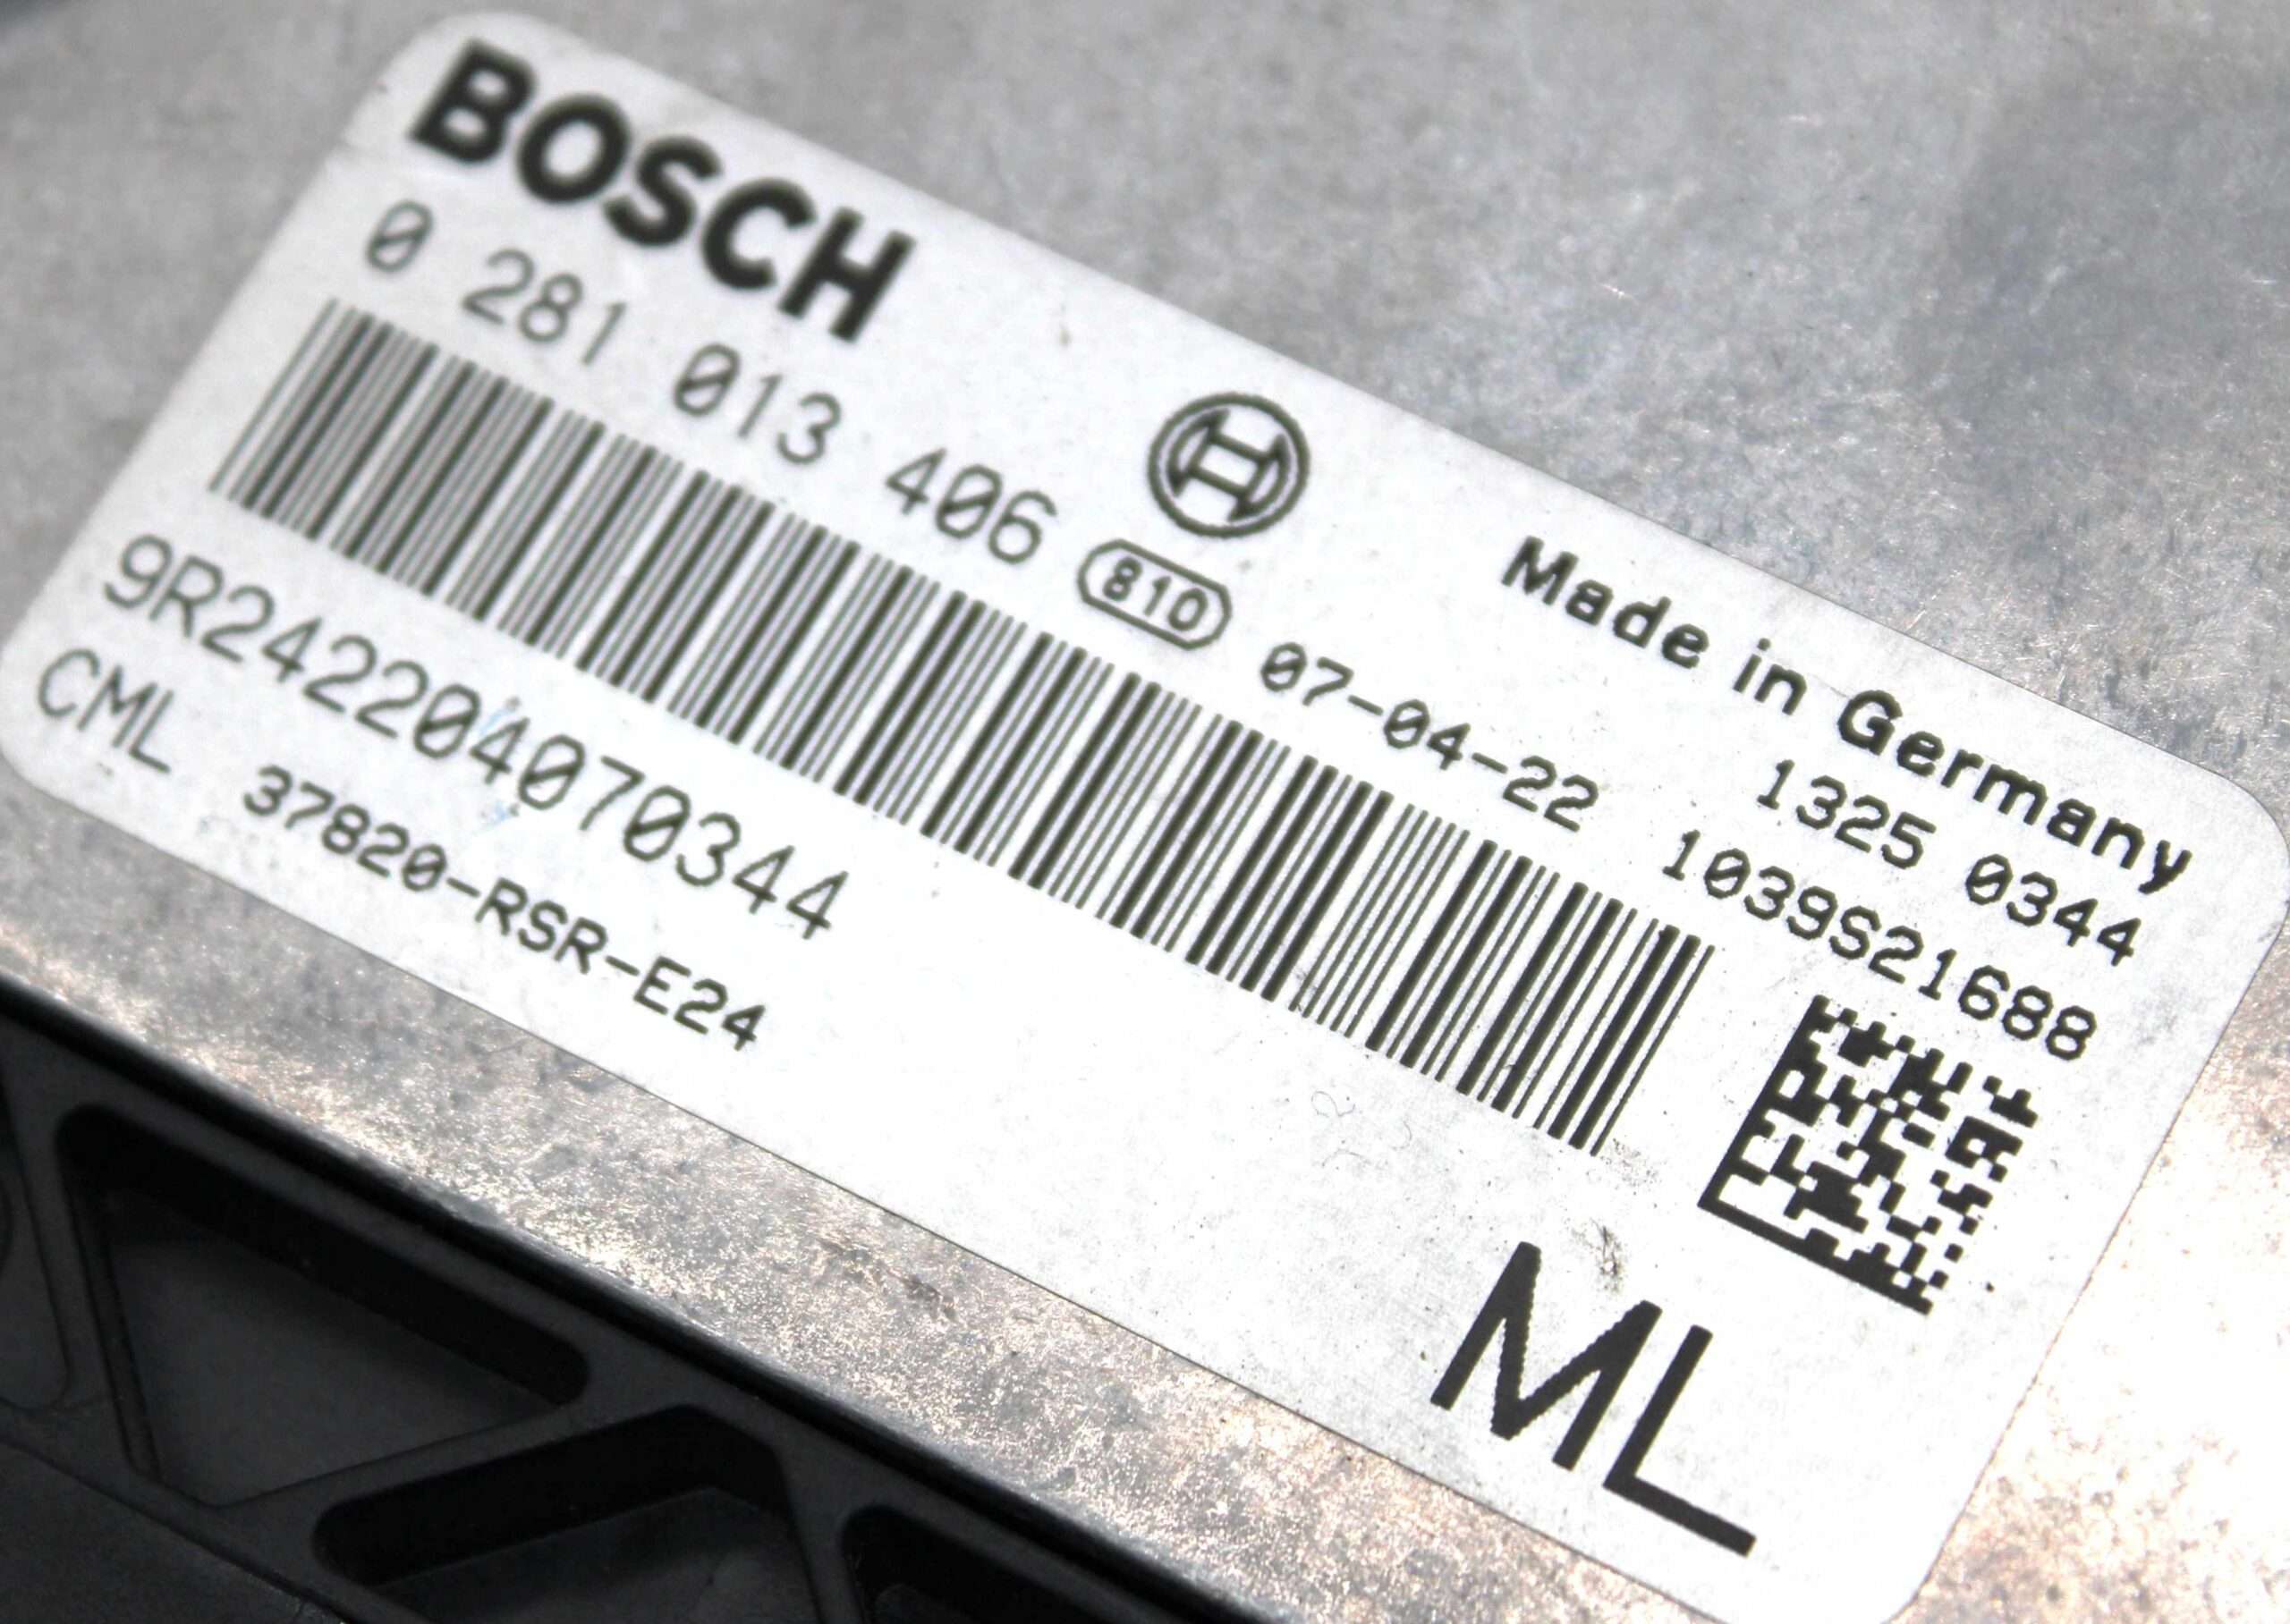 BOSCH
Made in Germany
0 281 013 406
810
07-04-22
1325 0344
1039S21688
9R242204070344
CML 37820-RSR-E24
ML